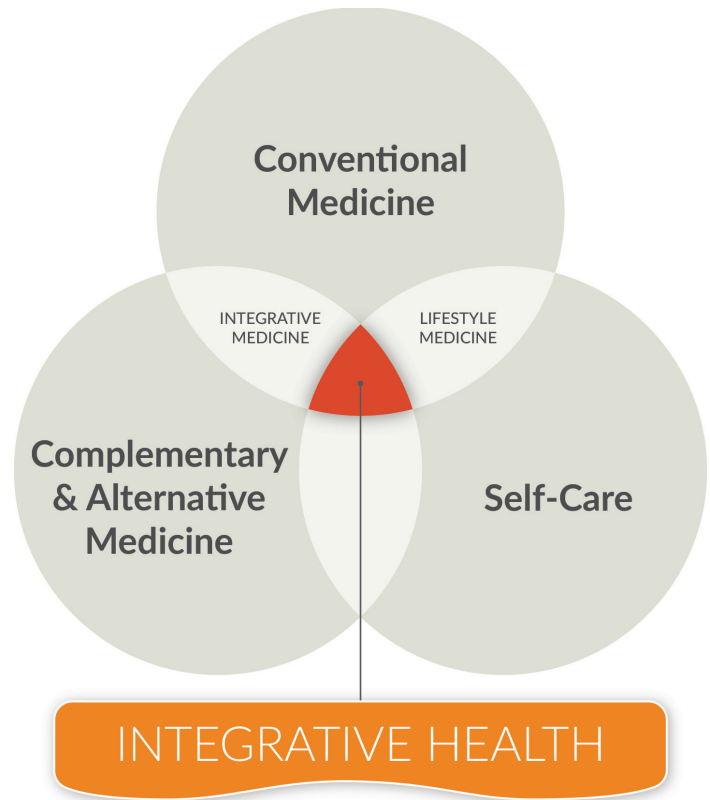 Conventional
Medicine
INTEGRATIVE
MEDICINE
LIFESTYLE
MEDICINE
Complementary
& Alternative
Medicine
Self-Care
INTEGRATIVE HEALTH